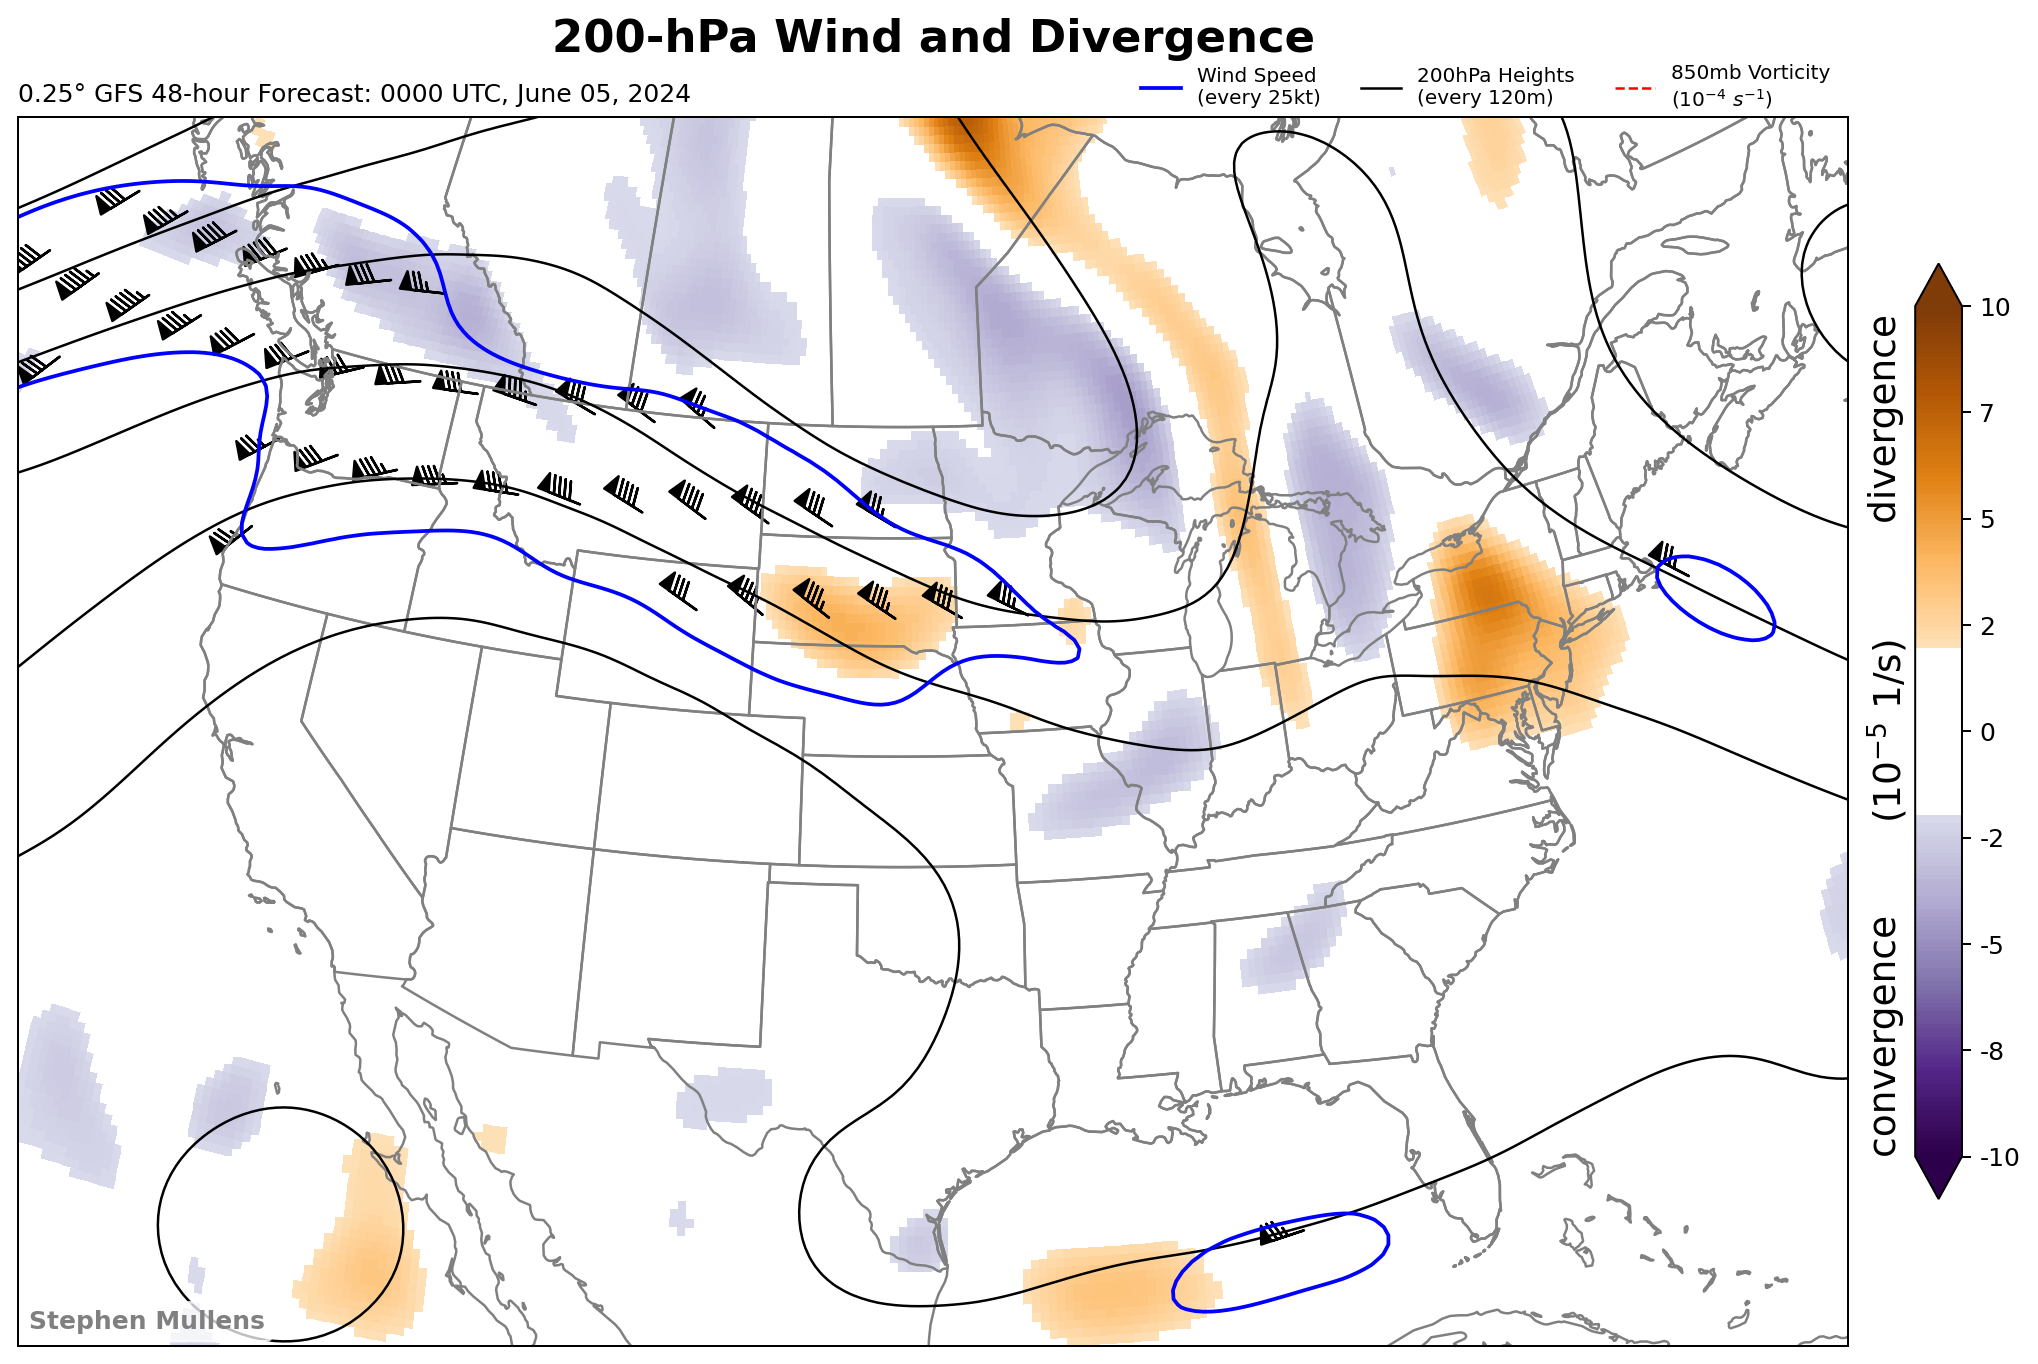 200-hPa Wind and Divergence
0.25° GFS 48-hour Forecast: 0000 UTC, June 05, 2024
Wind Speed
(every 25kt)
200hPa Heights
(every 120m)
850mb Vorticity
(10⁻⁴ s⁻¹)
10
7
5
2
0
-2
-5
-8
-10
convergence (10⁻⁵ 1/s) divergence
Stephen Mullens